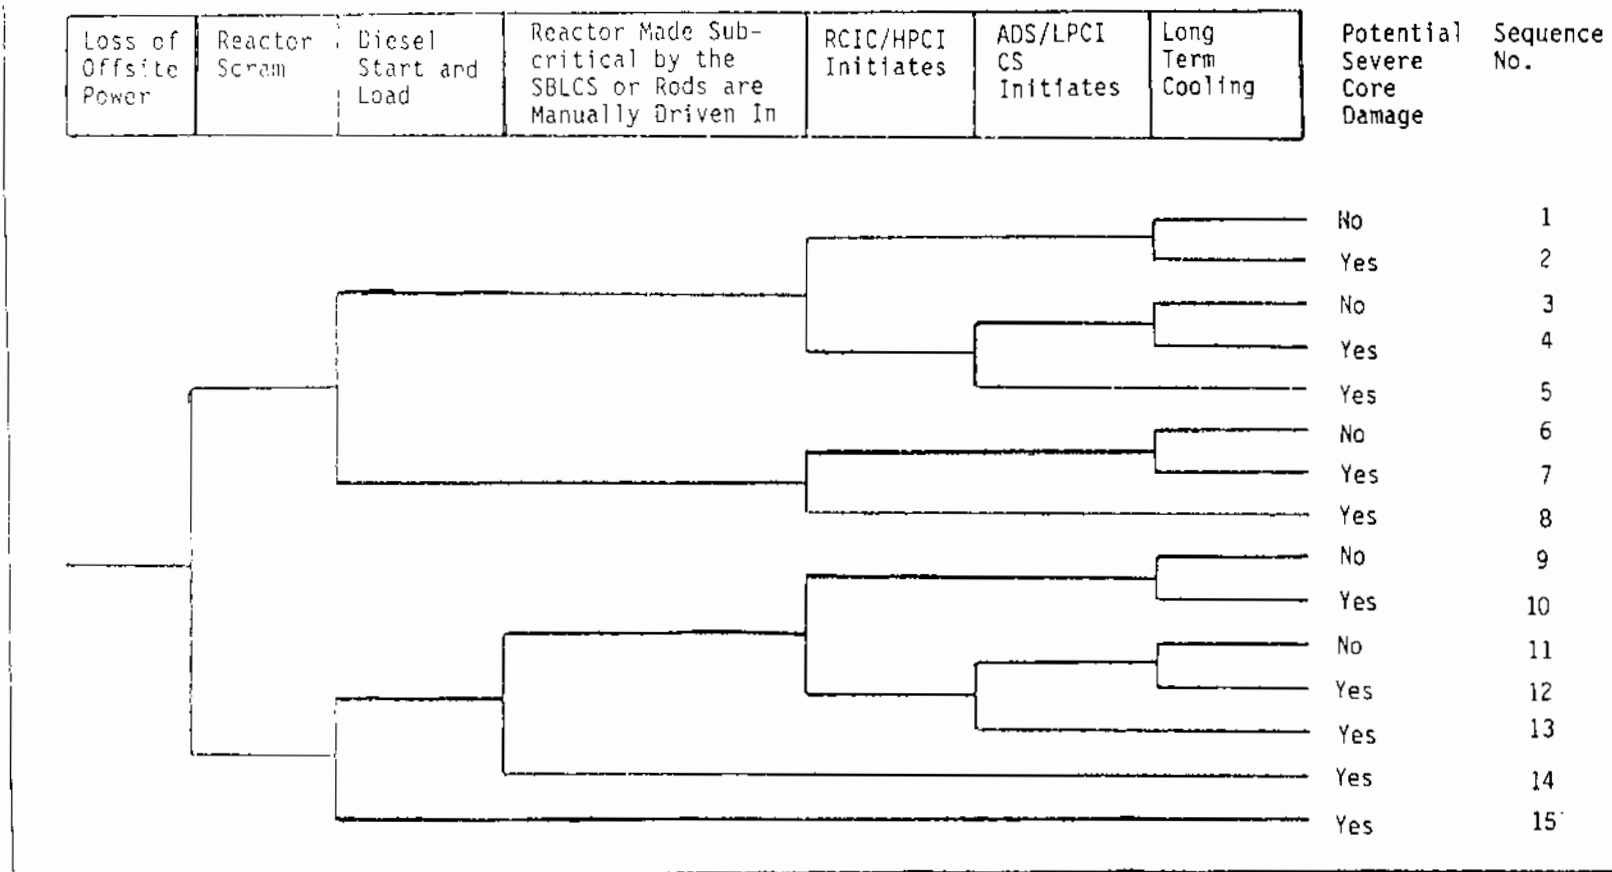 Loss of
Offsite
Power
Reactor
Scram
Diesel
Start and
Load
Reactor Made Sub-
critical by the
SBLCS or Rods are
Manually Driven In
RCIC/HPCI
Initiates
ADS/LPCI
CS
Initiates
Long
Term
Cooling
Potential
Severe
Core
Damage
Sequence
No.
No 1
Yes 2
No 3
Yes 4
Yes 5
No 6
Yes 7
Yes 8
No 9
Yes 10
No 11
Yes 12
Yes 13
Yes 14
Yes 15